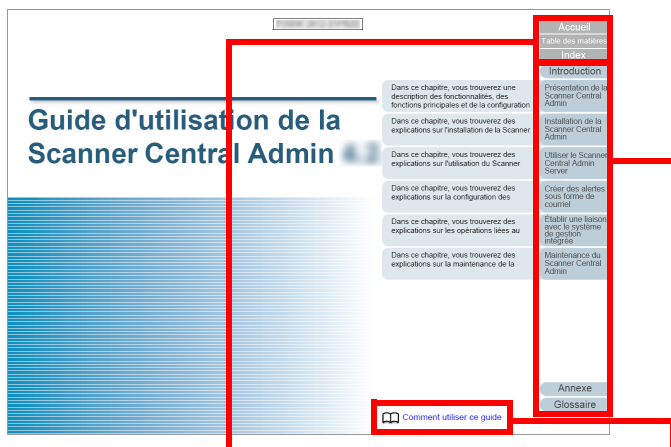 Accueil
Table des matières
Index
Introduction
Guide d'utilisation de la
Scanner Central Admin
Dans ce chapitre, vous trouverez une
description des fonctionnalités, des
fonctions principales et de la configuration
Présentation de la
Scanner Central
Admin
Dans ce chapitre, vous trouverez des
explications sur l'installation de la Scanner
Installation de la
Scanner Central
Admin
Dans ce chapitre, vous trouverez des
explications sur l'utilisation du Scanner
Utiliser le Scanner
Central Admin
Server
Dans ce chapitre, vous trouverez des
explications sur la configuration des
Créer des alertes
sous forme de
courriel
Dans ce chapitre, vous trouverez des
explications sur les opérations liées au
Établir une liaison
avec le système
de gestion
intégrée
Dans ce chapitre, vous trouverez des
explications sur la maintenance de la
Maintenance du
Scanner Central
Admin
Annexe
Glossaire
Comment utiliser ce guide